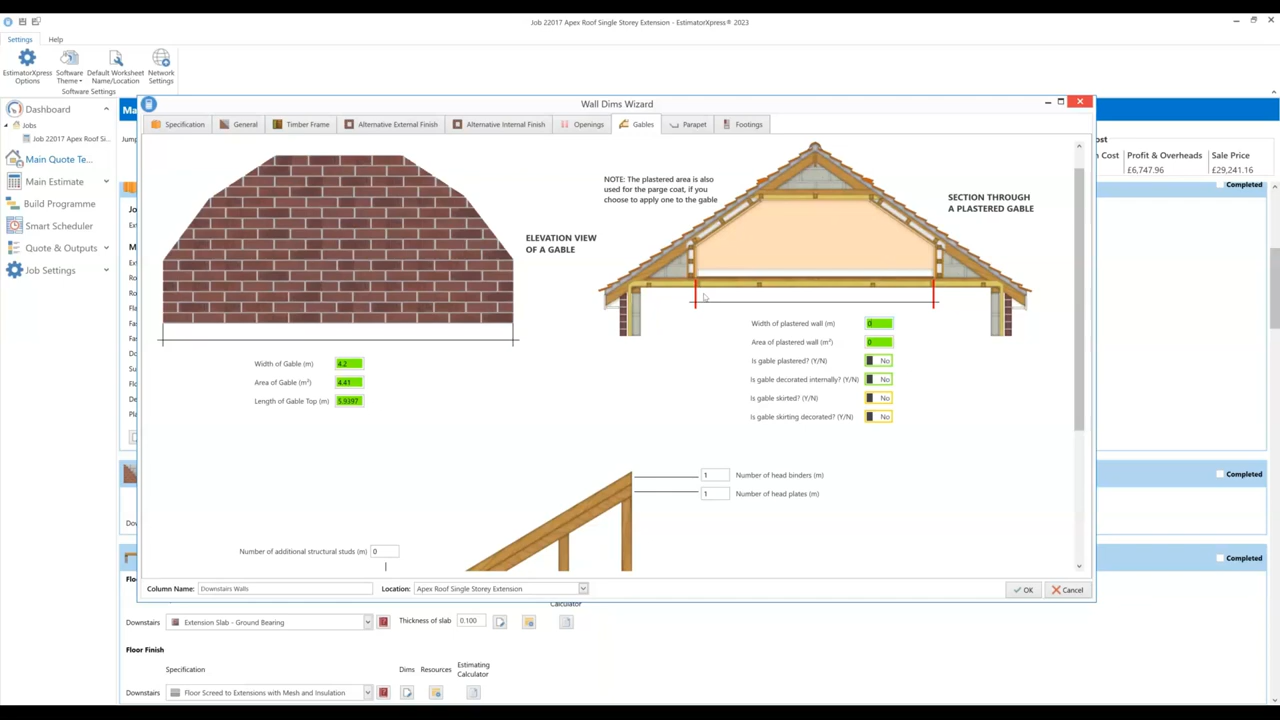 Job 22017 Apex Roof Single Storey Extension - EstimatorXpress® 2023
Settings
Help
EstimatorXpress Options
Software Theme
Default Worksheet Name/Location
Network Settings
Software Settings
Dashboard
Jobs
Job 22017 Apex Roof Si...
Main Quote Te...
Main Estimate
Build Programme
Smart Scheduler
Quote & Outputs
Job Settings
Wall Dims Wizard
Specification
General
Timber Frame
Alternative External Finish
Alternative Internal Finish
Openings
Gables
Parapet
Footings
NOTE: The plastered area is also
used for the parge coat, if you
choose to apply one to the gable
SECTION THROUGH
A PLASTERED GABLE
ELEVATION VIEW
OF A GABLE
Width of Gable (m) 4.2
Area of Gable (m²) 4.41
Length of Gable Top (m) 5.9397
Width of plastered wall (m) 0
Area of plastered wall (m²) 0
Is gable plastered? (Y/N) No
Is gable decorated internally? (Y/N) No
Is gable skirted? (Y/N) No
Is gable skirting decorated? (Y/N) No
1 Number of head binders (m)
1 Number of head plates (m)
Number of additional structural studs (m) 0
Column Name: Downstairs Walls
Location: Apex Roof Single Storey Extension
OK
Cancel
Profit & Overheads
Sale Price
£6,747.96
£29,241.16
Completed
Completed
Completed
Calculator
Downstairs
Extension Slab - Ground Bearing
Thickness of slab 0.100
Floor Finish
Specification
Dims
Resources
Estimating Calculator
Downstairs
Floor Screed to Extensions with Mesh and Insulation